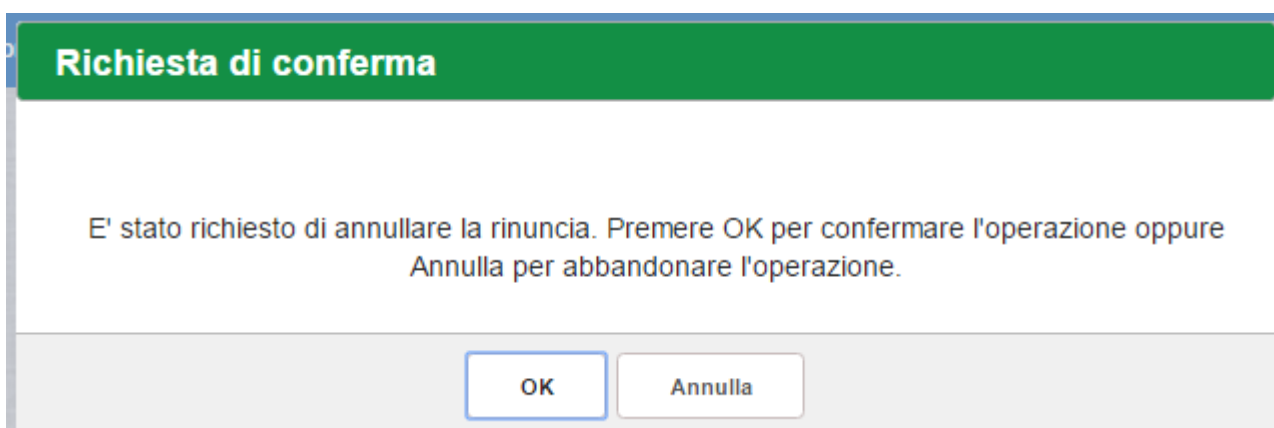 Richiesta di conferma
E' stato richiesto di annullare la rinuncia. Premere OK per confermare l'operazione oppure
Annulla per abbandonare l'operazione.
OK
Annulla